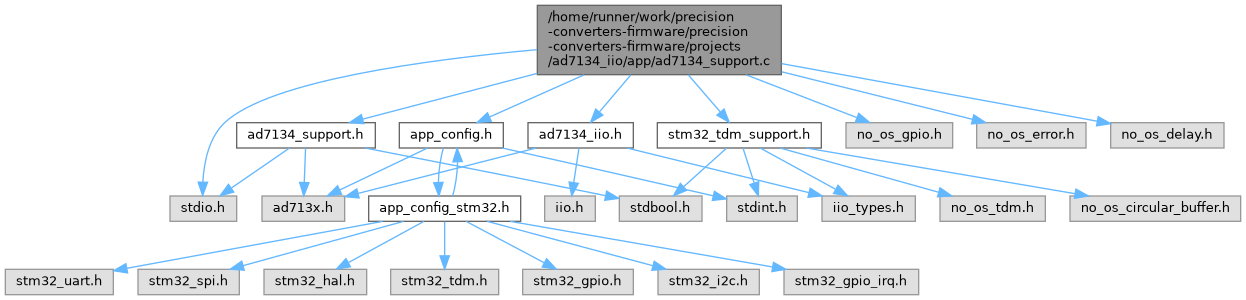 /home/runner/work/precision
-converters-firmware/precision
-converters-firmware/projects
/ad7134_iio/app/ad7134_support.c
ad7134_support.h
app_config.h
ad7134_iio.h
stm32_tdm_support.h
no_os_gpio.h
no_os_error.h
no_os_delay.h
stdio.h
ad713x.h
app_config_stm32.h
iio.h
stdbool.h
stdint.h
iio_types.h
no_os_tdm.h
no_os_circular_buffer.h
stm32_uart.h
stm32_spi.h
stm32_hal.h
stm32_tdm.h
stm32_gpio.h
stm32_i2c.h
stm32_gpio_irq.h